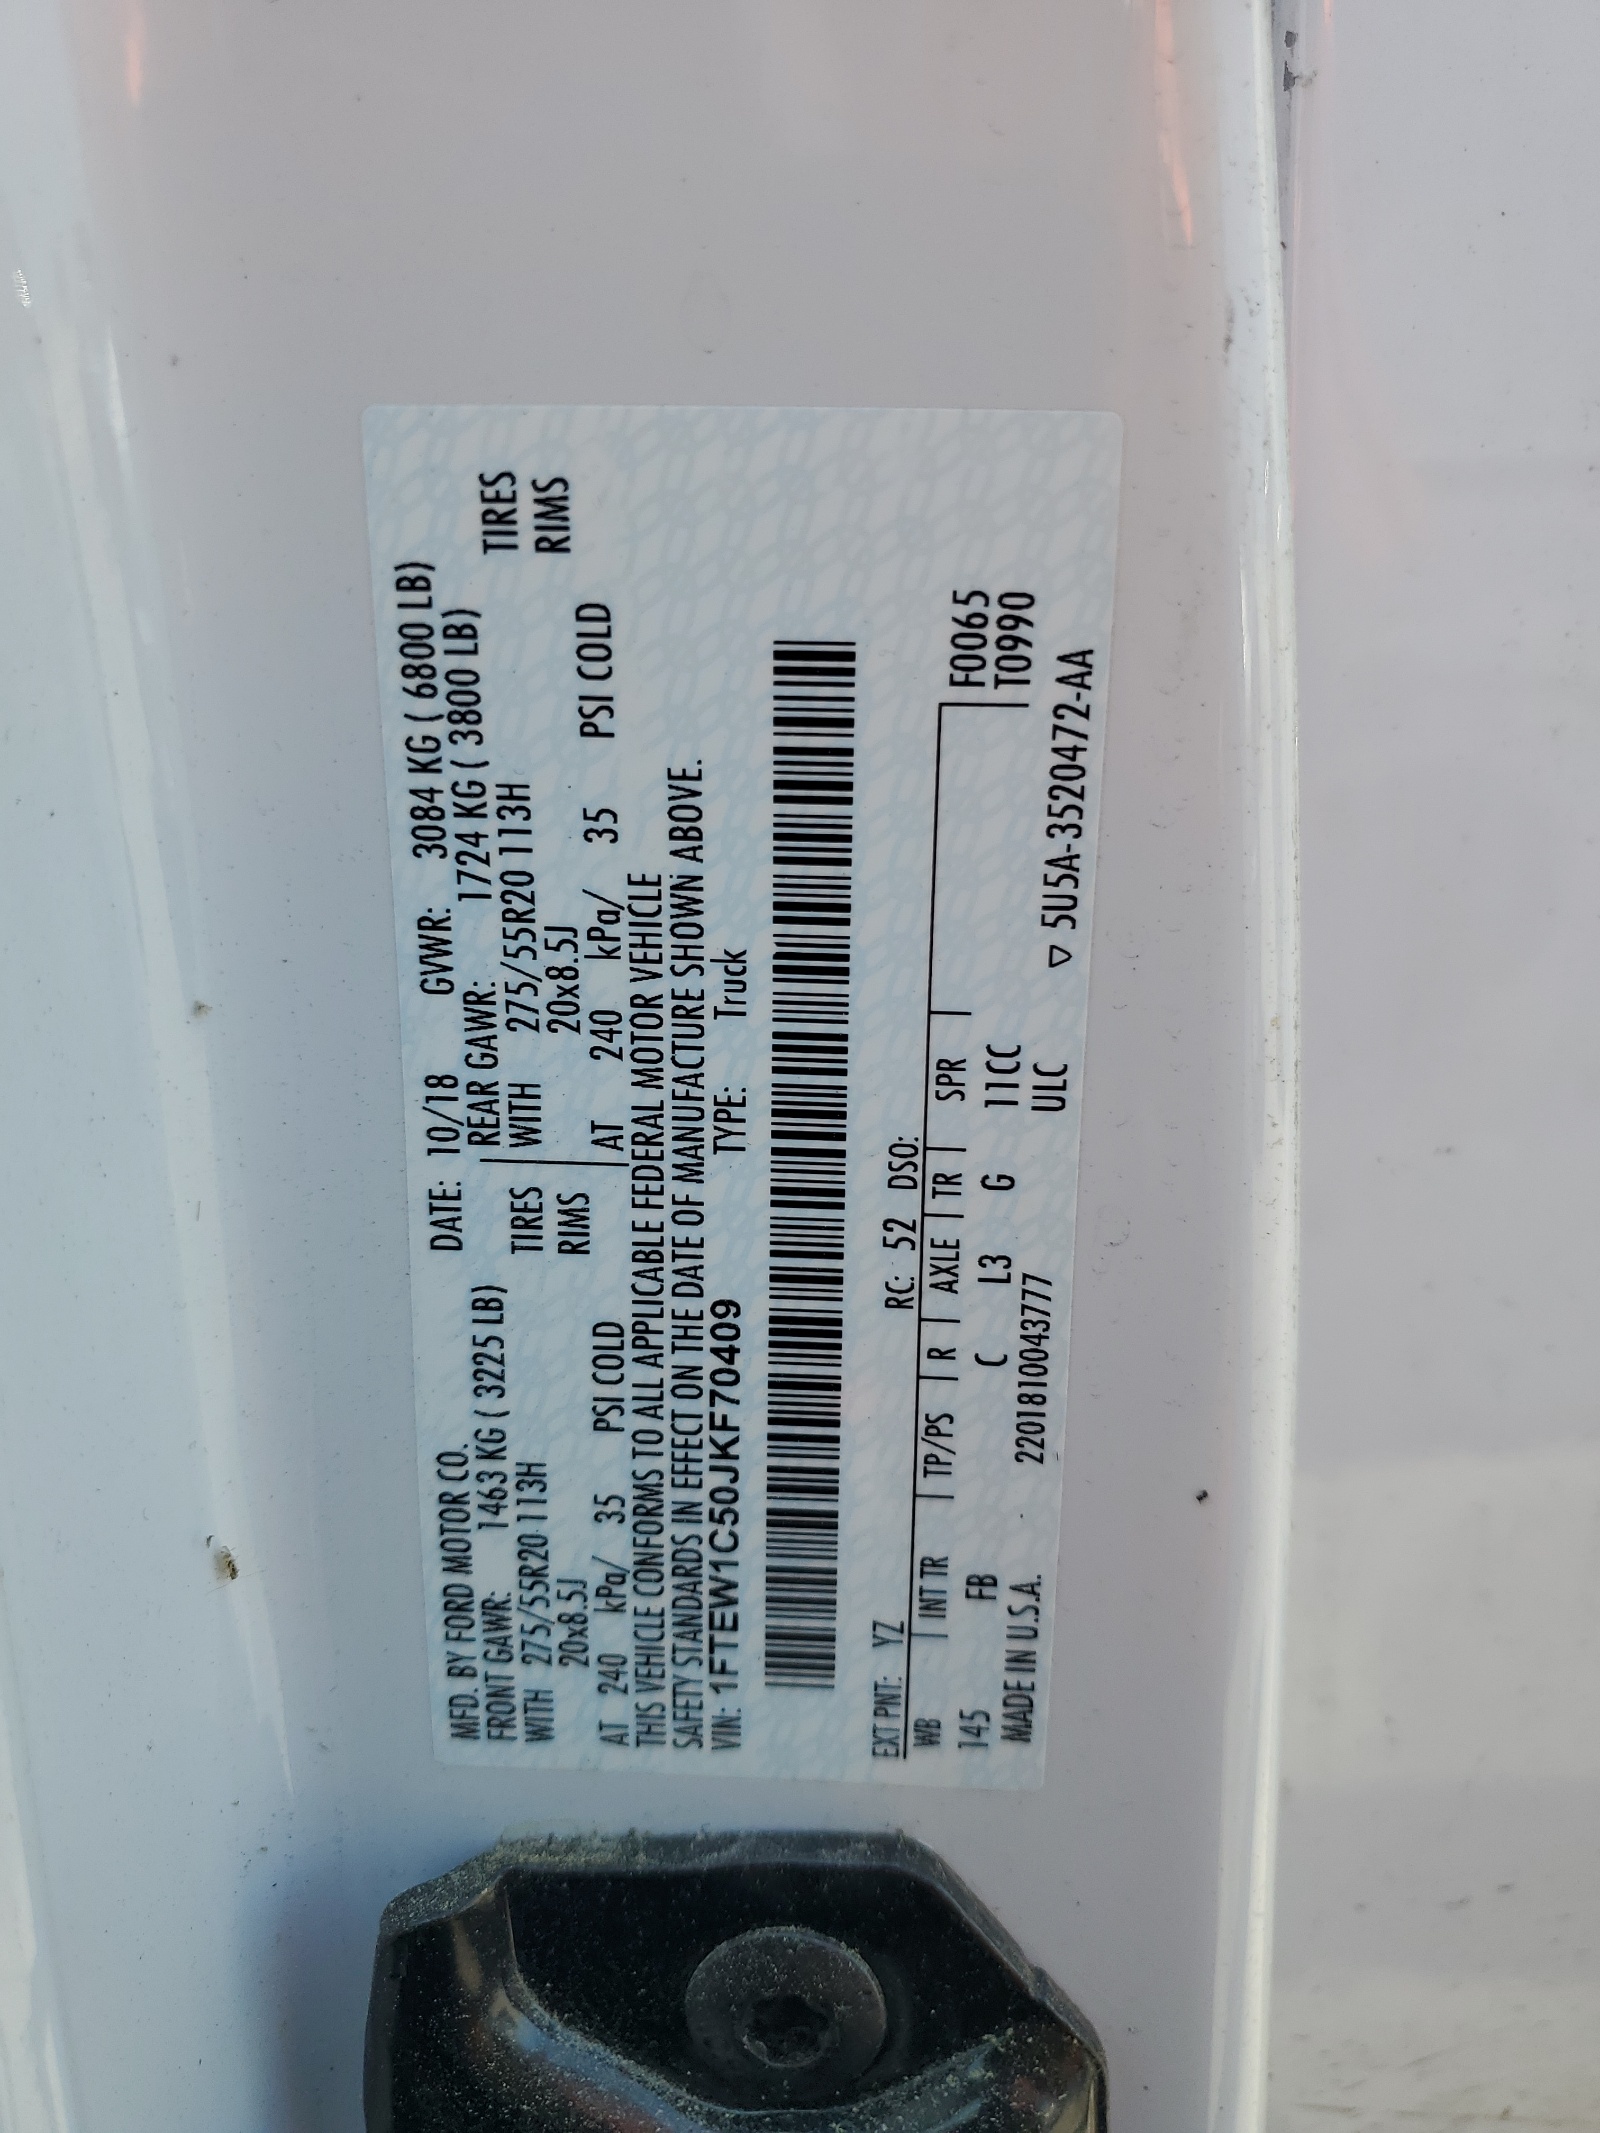 MFD. BY FORD MOTOR CO. DATE: 10/18 GVWR: 3084 KG ( 6800 LB)
FRONT GAWR: 1463 KG ( 3225 LB) REAR GAWR: 1724 KG ( 3800 LB)
WITH 275/55R20 113H TIRES WITH 275/55R20 113H TIRES
20x8.5J RIMS 20x8.5J RIMS
AT 240 kPa/ 35 PSI COLD AT 240 kPa/ 35 PSI COLD
THIS VEHICLE CONFORMS TO ALL APPLICABLE FEDERAL MOTOR VEHICLE
SAFETY STANDARDS IN EFFECT ON THE DATE OF MANUFACTURE SHOWN ABOVE.
VIN: 1FTEW1C50JKF70409 TYPE: Truck
EXT PNT: YZ RC: 52 DSO:
WB INT TR TP/PS R AXLE TR SPR F0065
145 FB C L3 G 11CC T0990
MADE IN U.S.A. 2201810043777 ULC
▽ 5U5A-3520472-AA